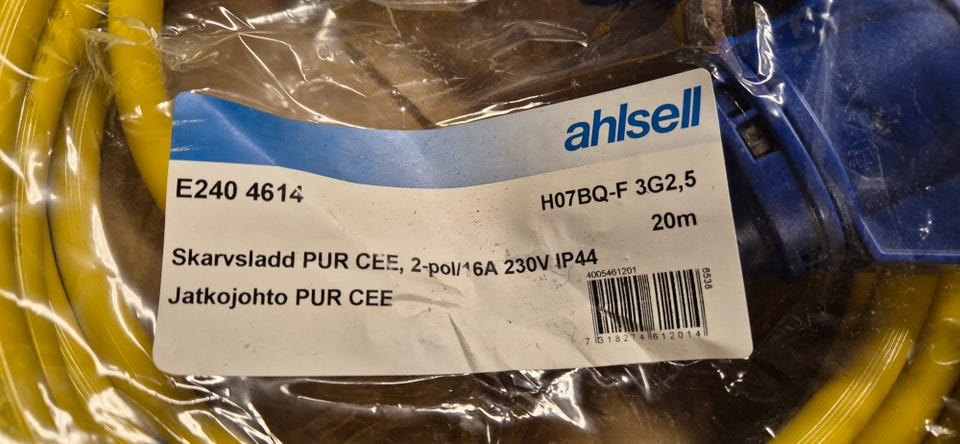 ahlsell
E240 4614
H07BQ-F 3G2,5
20m
Skarvsladd PUR CEE, 2-pol/16A 230V IP44
Jatkojohto PUR CEE
4005461201
6538
7 318274 612014